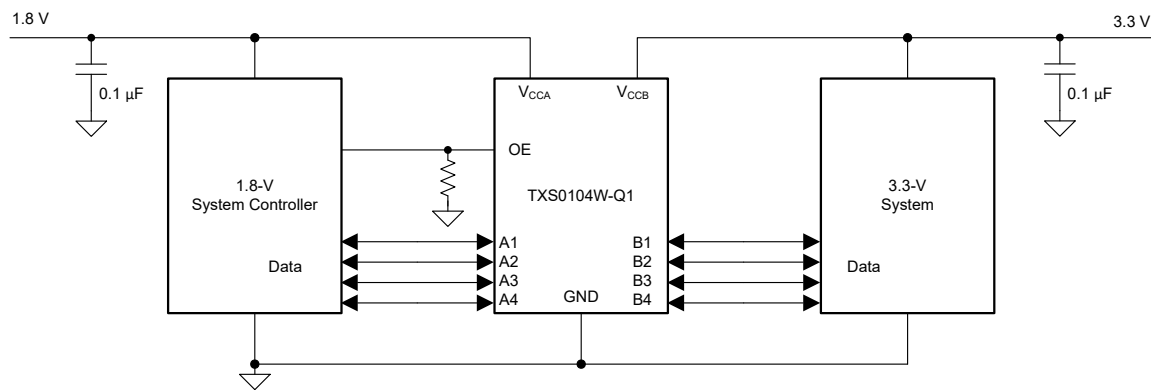 1.8 V
3.3 V
0.1 µF
0.1 µF
VCCA
VCCB
OE
1.8-V
System Controller
TXS0104W-Q1
3.3-V
System
Data
A1
A2
A3
A4
B1
B2
B3
B4
Data
GND